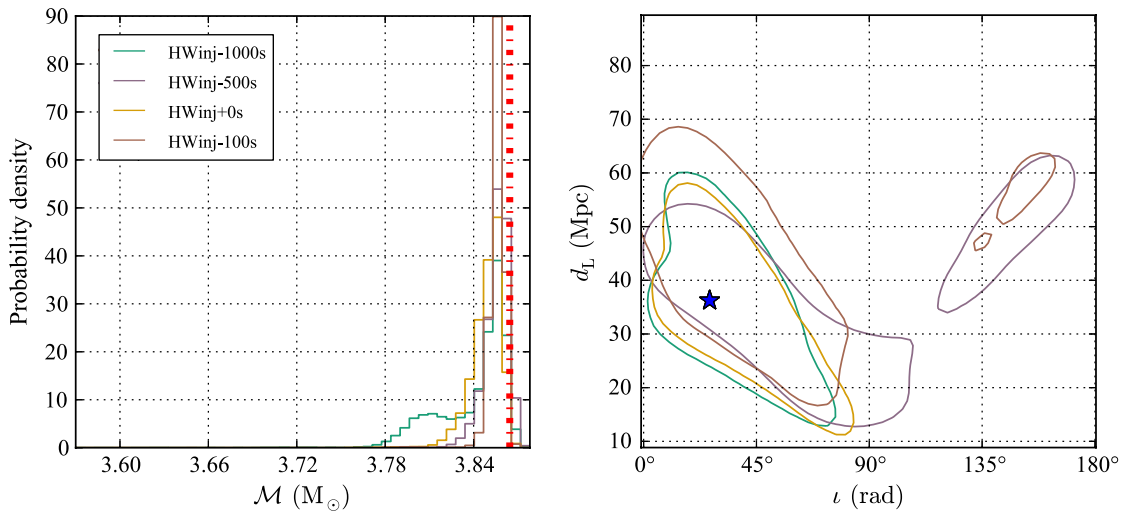 90
80
70
60
50
40
30
20
10
0
Probability density
HWinj-1000s
HWinj-500s
HWinj+0s
HWinj-100s
3.60 3.66 3.72 3.78 3.84
ℳ (M⊙)
80
70
60
50
40
30
20
10
d_L (Mpc)
0° 45° 90° 135° 180°
ι (rad)